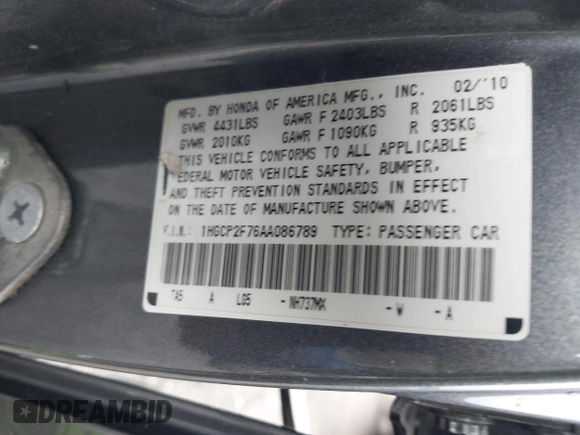 MFD. BY HONDA OF AMERICA MFG., INC. 02/'10
GVWR 4431LBS GAWR F 2403LBS R 2061LBS
GVWR 2010KG GAWR F 1090KG R 935KG
THIS VEHICLE CONFORMS TO ALL APPLICABLE
FEDERAL MOTOR VEHICLE SAFETY, BUMPER,
AND THEFT PREVENTION STANDARDS IN EFFECT
ON THE DATE OF MANUFACTURE SHOWN ABOVE.
V.I.N.: 1HGCP2F76AA086789 TYPE: PASSENGER CAR
TA5 A LG5 -NH737MX -W -A
DREAMBID